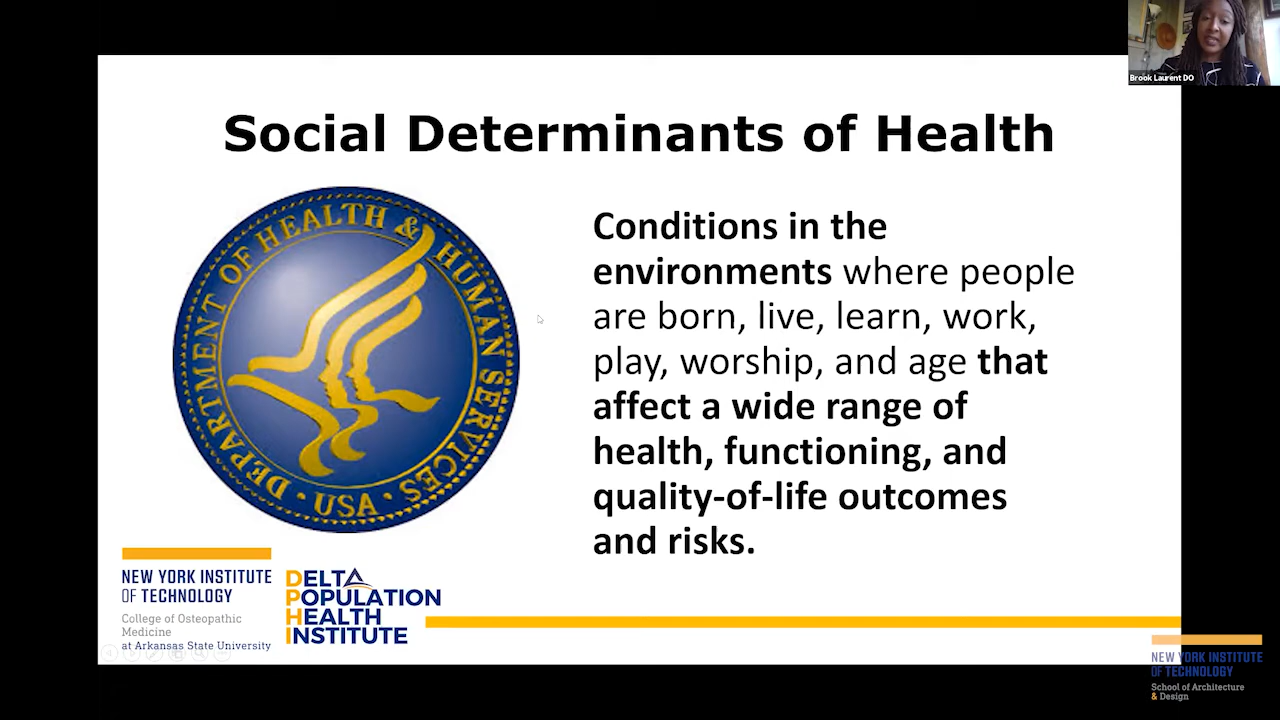 Brook Laurent DO
Social Determinants of Health
DEPARTMENT OF HEALTH & HUMAN SERVICES · USA ·
Conditions in the
environments where people
are born, live, learn, work,
play, worship, and age that
affect a wide range of
health, functioning, and
quality-of-life outcomes
and risks.
NEW YORK INSTITUTE
OF TECHNOLOGY
College of Osteopathic
Medicine
at Arkansas State University
DELTA
POPULATION
HEALTH
INSTITUTE
NEW YORK INSTITUTE
OF TECHNOLOGY
School of Architecture
& Design